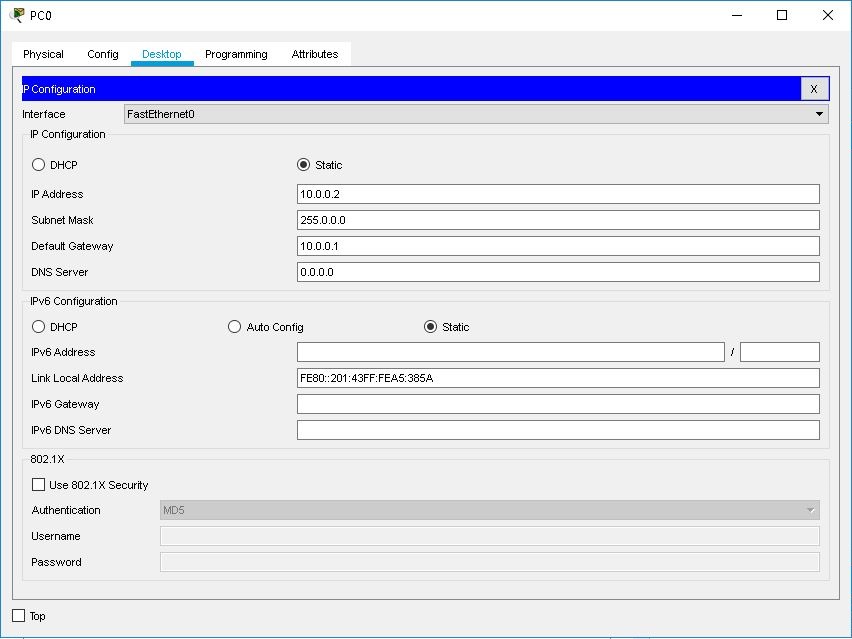 PC0
Physical Config Desktop Programming Attributes
IP Configuration X
Interface FastEthernet0
IP Configuration
DHCP Static
IP Address 10.0.0.2
Subnet Mask 255.0.0.0
Default Gateway 10.0.0.1
DNS Server 0.0.0.0
IPv6 Configuration
DHCP Auto Config Static
IPv6 Address /
Link Local Address FE80::201:43FF:FEA5:385A
IPv6 Gateway
IPv6 DNS Server
802.1X
Use 802.1X Security
Authentication MD5
Username
Password
Top